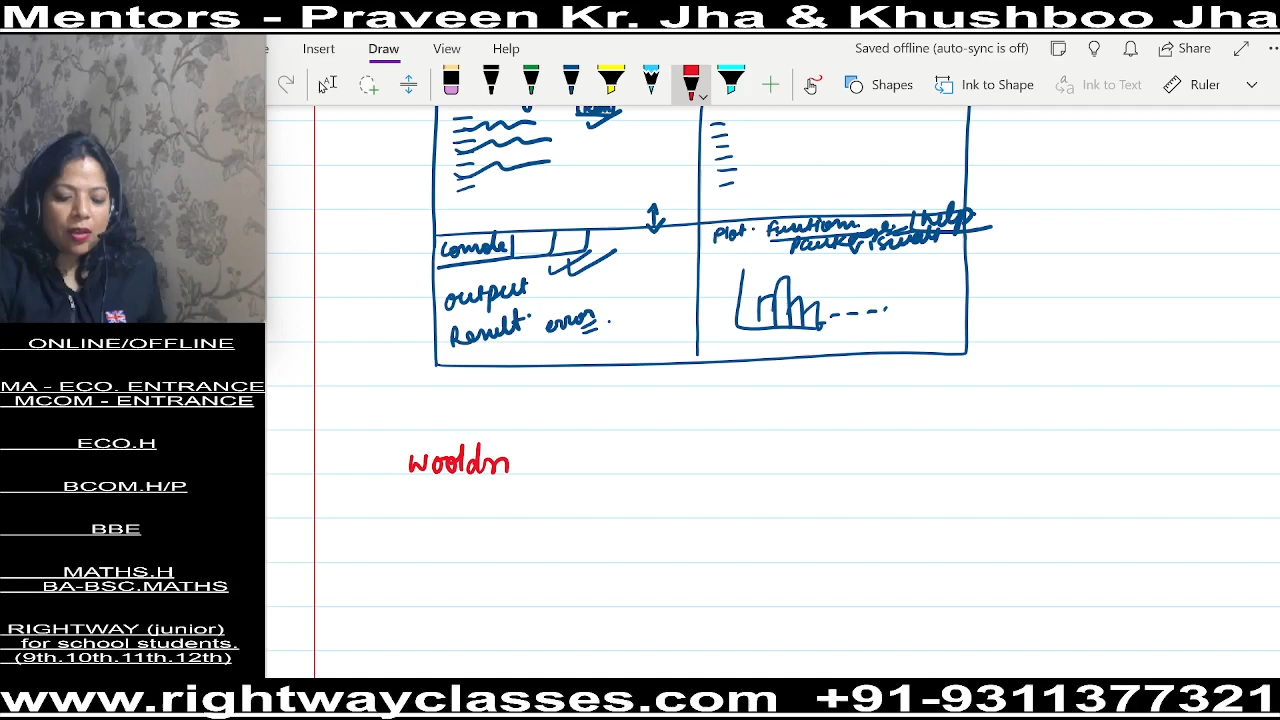 Mentors - Praveen Kr. Jha & Khushboo Jha
Insert Draw View Help
Saved offline (auto-sync is off) Share
Shapes Ink to Shape Ink to Text Ruler
Console
output
Result. error.
Plot. functions help
wooldn
ONLINE/OFFLINE
MA - ECO. ENTRANCE
MCOM - ENTRANCE
ECO.H
BCOM.H/P
BBE
MATHS.H
BA-BSC.MATHS
RIGHTWAY (junior)
for school students.
(9th.10th.11th.12th)
www.rightwayclasses.com +91-9311377321